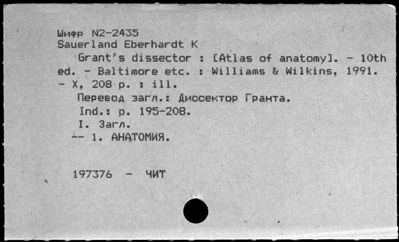 Шифр N2-2435
Sauerland Eberhardt K
Grant's dissector : [Atlas of anatomy]. - 10th
ed. - Baltimore etc. : Williams & Wilkins, 1991.
- X, 208 p. : ill.
Перевод загл.: Диссектор Гранта.
Ind.: p. 195-208.
I. Загл.
-- 1. АНАТОМИЯ.
197376 - ЧИТ